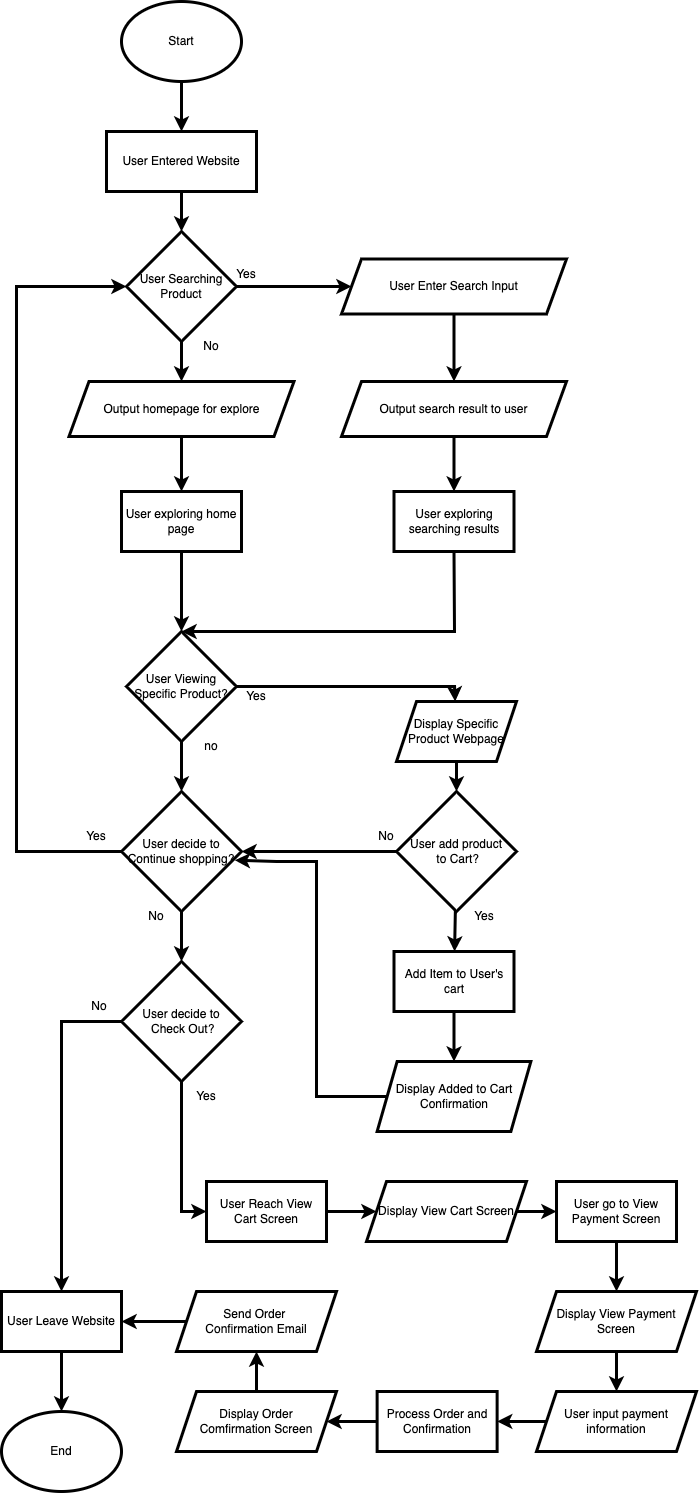 Start
User Entered Website
User Searching
Product
Yes
User Enter Search Input
No
Output homepage for explore
Output search result to user
User exploring home
page
User exploring
searching results
User Viewing
Specific Product?
Yes
Display Specific
Product Webpage
no
Yes
User decide to
Continue shopping?
No
User add product
to Cart?
No
Yes
Add Item to User's
cart
No
User decide to
Check Out?
Display Added to Cart
Confirmation
Yes
User Reach View
Cart Screen
Display View Cart Screen
User go to View
Payment Screen
User Leave Website
Send Order
Confirmation Email
Display View Payment
Screen
End
Display Order
Comfirmation Screen
Process Order and
Confirmation
User input payment
information